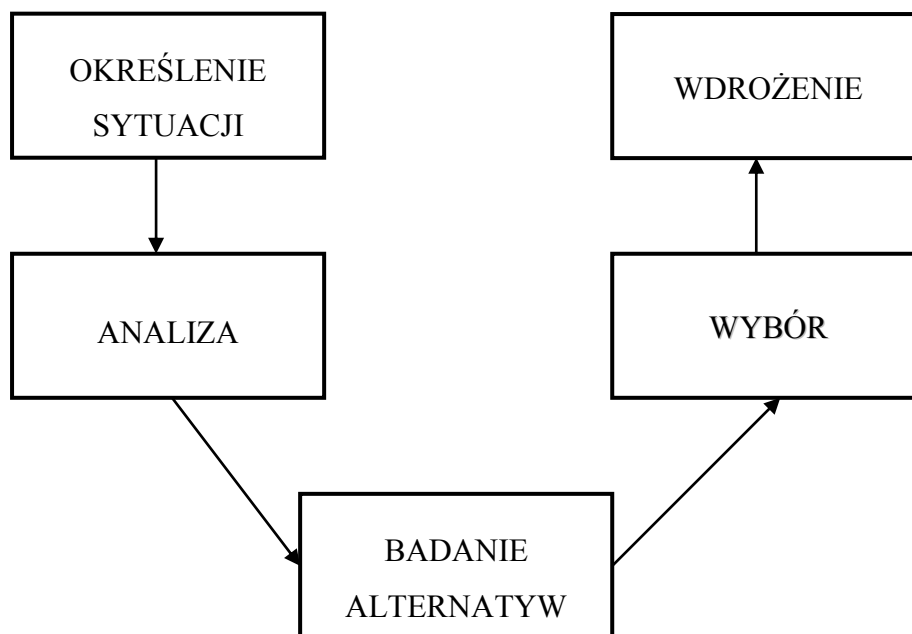 OKREŚLENIE
SYTUACJI
ANALIZA
BADANIE
ALTERNATYW
WYBÓR
WDROŻENIE